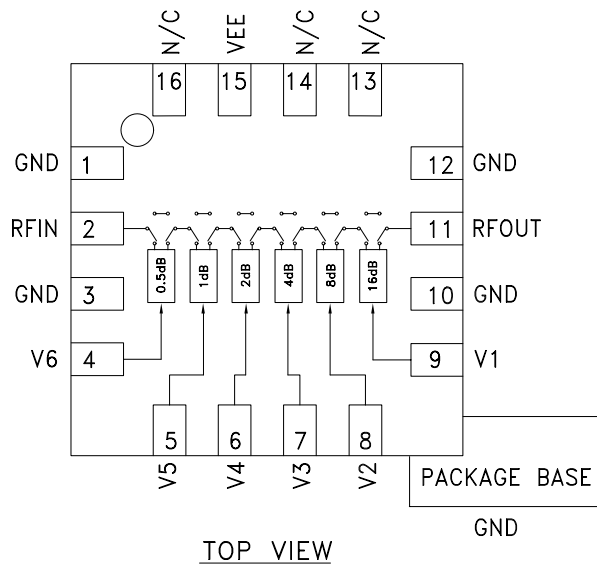 N/C
VEE
N/C
N/C
16
15
14
13
GND 1
12 GND
RFIN 2
11 RFOUT
0.5dB
1dB
2dB
4dB
8dB
16dB
GND 3
10 GND
V6 4
9 V1
5
6
7
8
V5
V4
V3
V2
PACKAGE BASE
GND
TOP VIEW